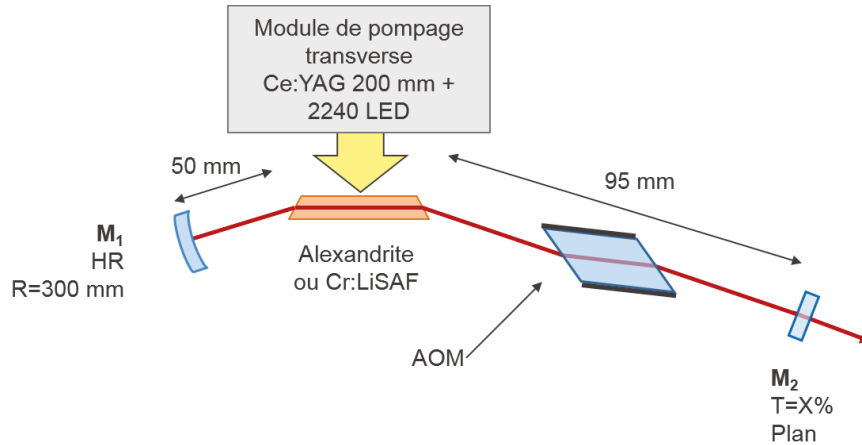 Module de pompage
transverse
Ce:YAG 200 mm +
2240 LED
50 mm
95 mm
M₁
HR
R=300 mm
Alexandrite
ou Cr:LiSAF
AOM
M₂
T=X%
Plan